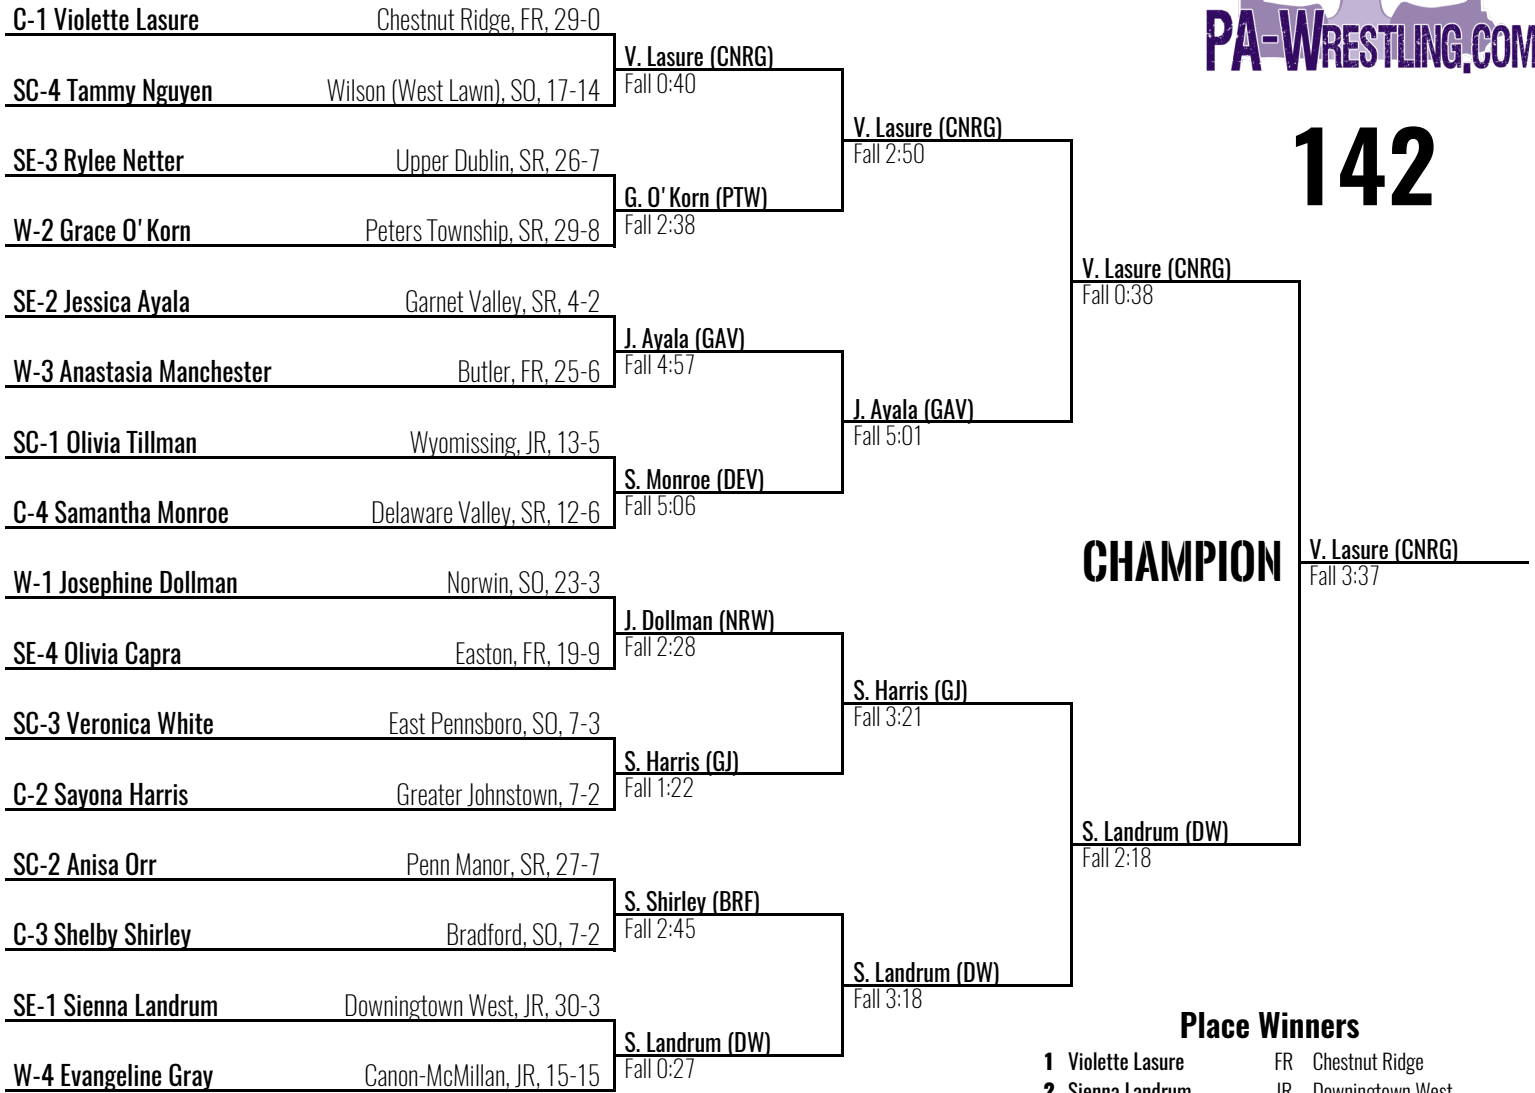 C-1 Violette Lasure Chestnut Ridge, FR, 29-0
PA-WRESTLING.COM
V. Lasure (CNRG)
Fall 0:40
SC-4 Tammy Nguyen Wilson (West Lawn), SO, 17-14
V. Lasure (CNRG)
Fall 2:50
142
SE-3 Rylee Netter Upper Dublin, SR, 26-7
G. O'Korn (PTW)
Fall 2:38
W-2 Grace O'Korn Peters Township, SR, 29-8
V. Lasure (CNRG)
Fall 0:38
SE-2 Jessica Ayala Garnet Valley, SR, 4-2
J. Ayala (GAV)
Fall 4:57
W-3 Anastasia Manchester Butler, FR, 25-6
J. Ayala (GAV)
Fall 5:01
SC-1 Olivia Tillman Wyomissing, JR, 13-5
S. Monroe (DEV)
Fall 5:06
C-4 Samantha Monroe Delaware Valley, SR, 12-6
CHAMPION
V. Lasure (CNRG)
Fall 3:37
W-1 Josephine Dollman Norwin, SO, 23-3
J. Dollman (NRW)
Fall 2:28
SE-4 Olivia Capra Easton, FR, 19-9
S. Harris (GJ)
Fall 3:21
SC-3 Veronica White East Pennsboro, SO, 7-3
S. Harris (GJ)
Fall 1:22
C-2 Sayona Harris Greater Johnstown, 7-2
S. Landrum (DW)
Fall 2:18
SC-2 Anisa Orr Penn Manor, SR, 27-7
S. Shirley (BRF)
Fall 2:45
C-3 Shelby Shirley Bradford, SO, 7-2
S. Landrum (DW)
Fall 3:18
SE-1 Sienna Landrum Downingtown West, JR, 30-3
S. Landrum (DW)
Fall 0:27
W-4 Evangeline Gray Canon-McMillan, JR, 15-15
Place Winners
1 Violette Lasure FR Chestnut Ridge
2 Sienna Landrum JR Downingtown West